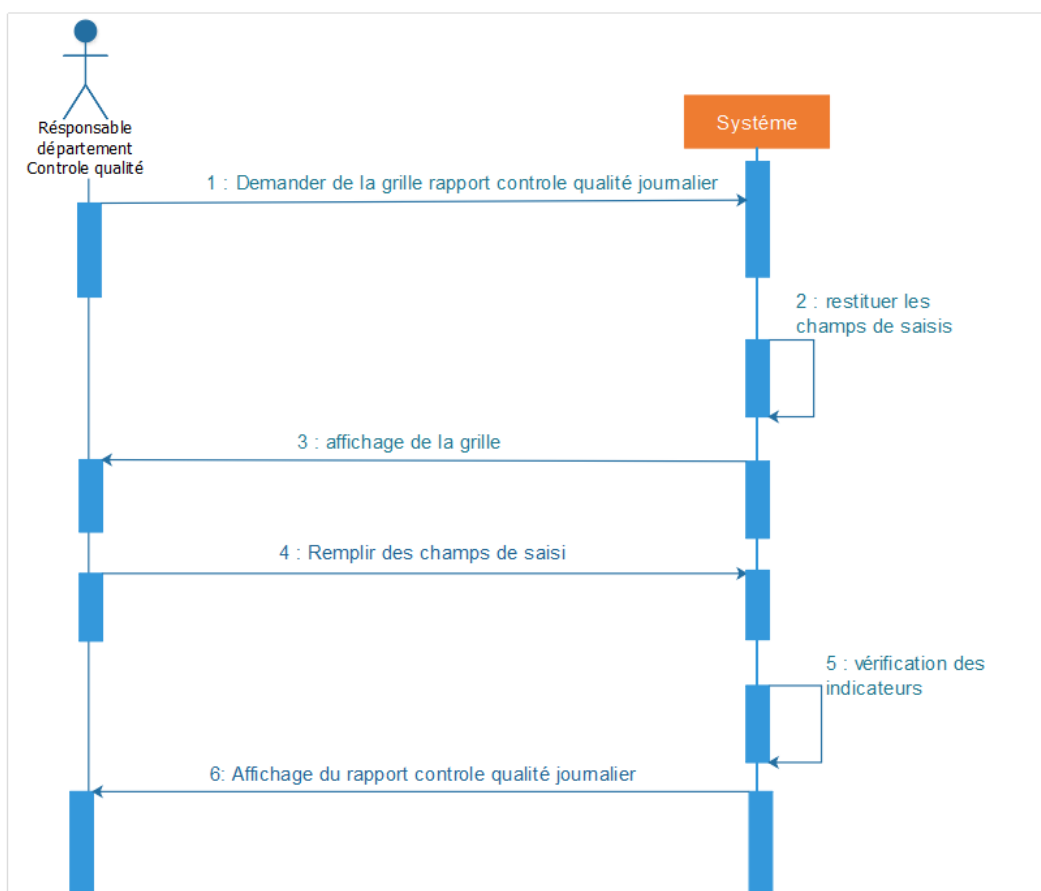 Résponsable
département
Controle qualité
Systéme
1 : Demander de la grille rapport controle qualité journalier
2 : restituer les
champs de saisis
3 : affichage de la grille
4 : Remplir des champs de saisi
5 : vérification des
indicateurs
6: Affichage du rapport controle qualité journalier